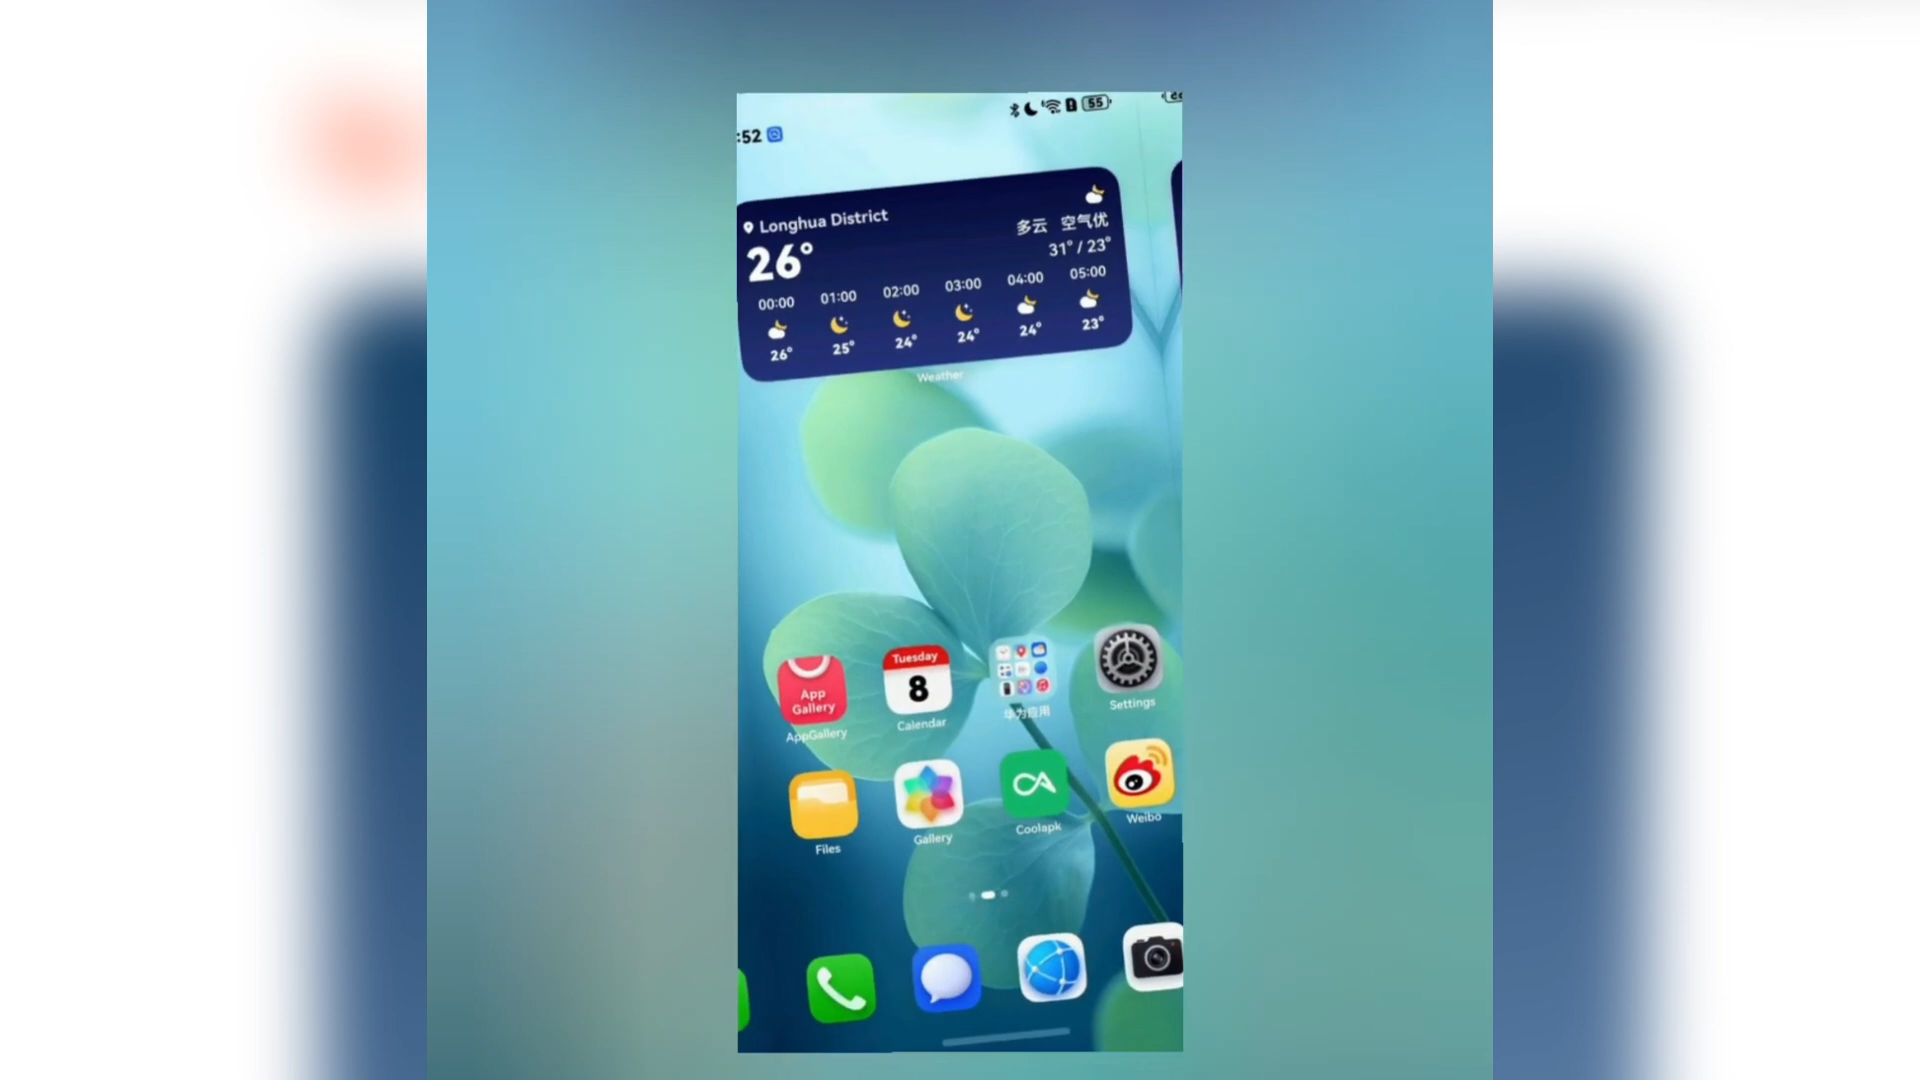 :52
55
Longhua District
26°
多云 空气优
31° / 23°
00:00 01:00 02:00 03:00 04:00 05:00
26° 25° 24° 24° 24° 23°
Weather
App
Gallery
Tuesday
8
AppGallery
Calendar
华为应用
Settings
Files
Gallery
Coolapk
Weibo